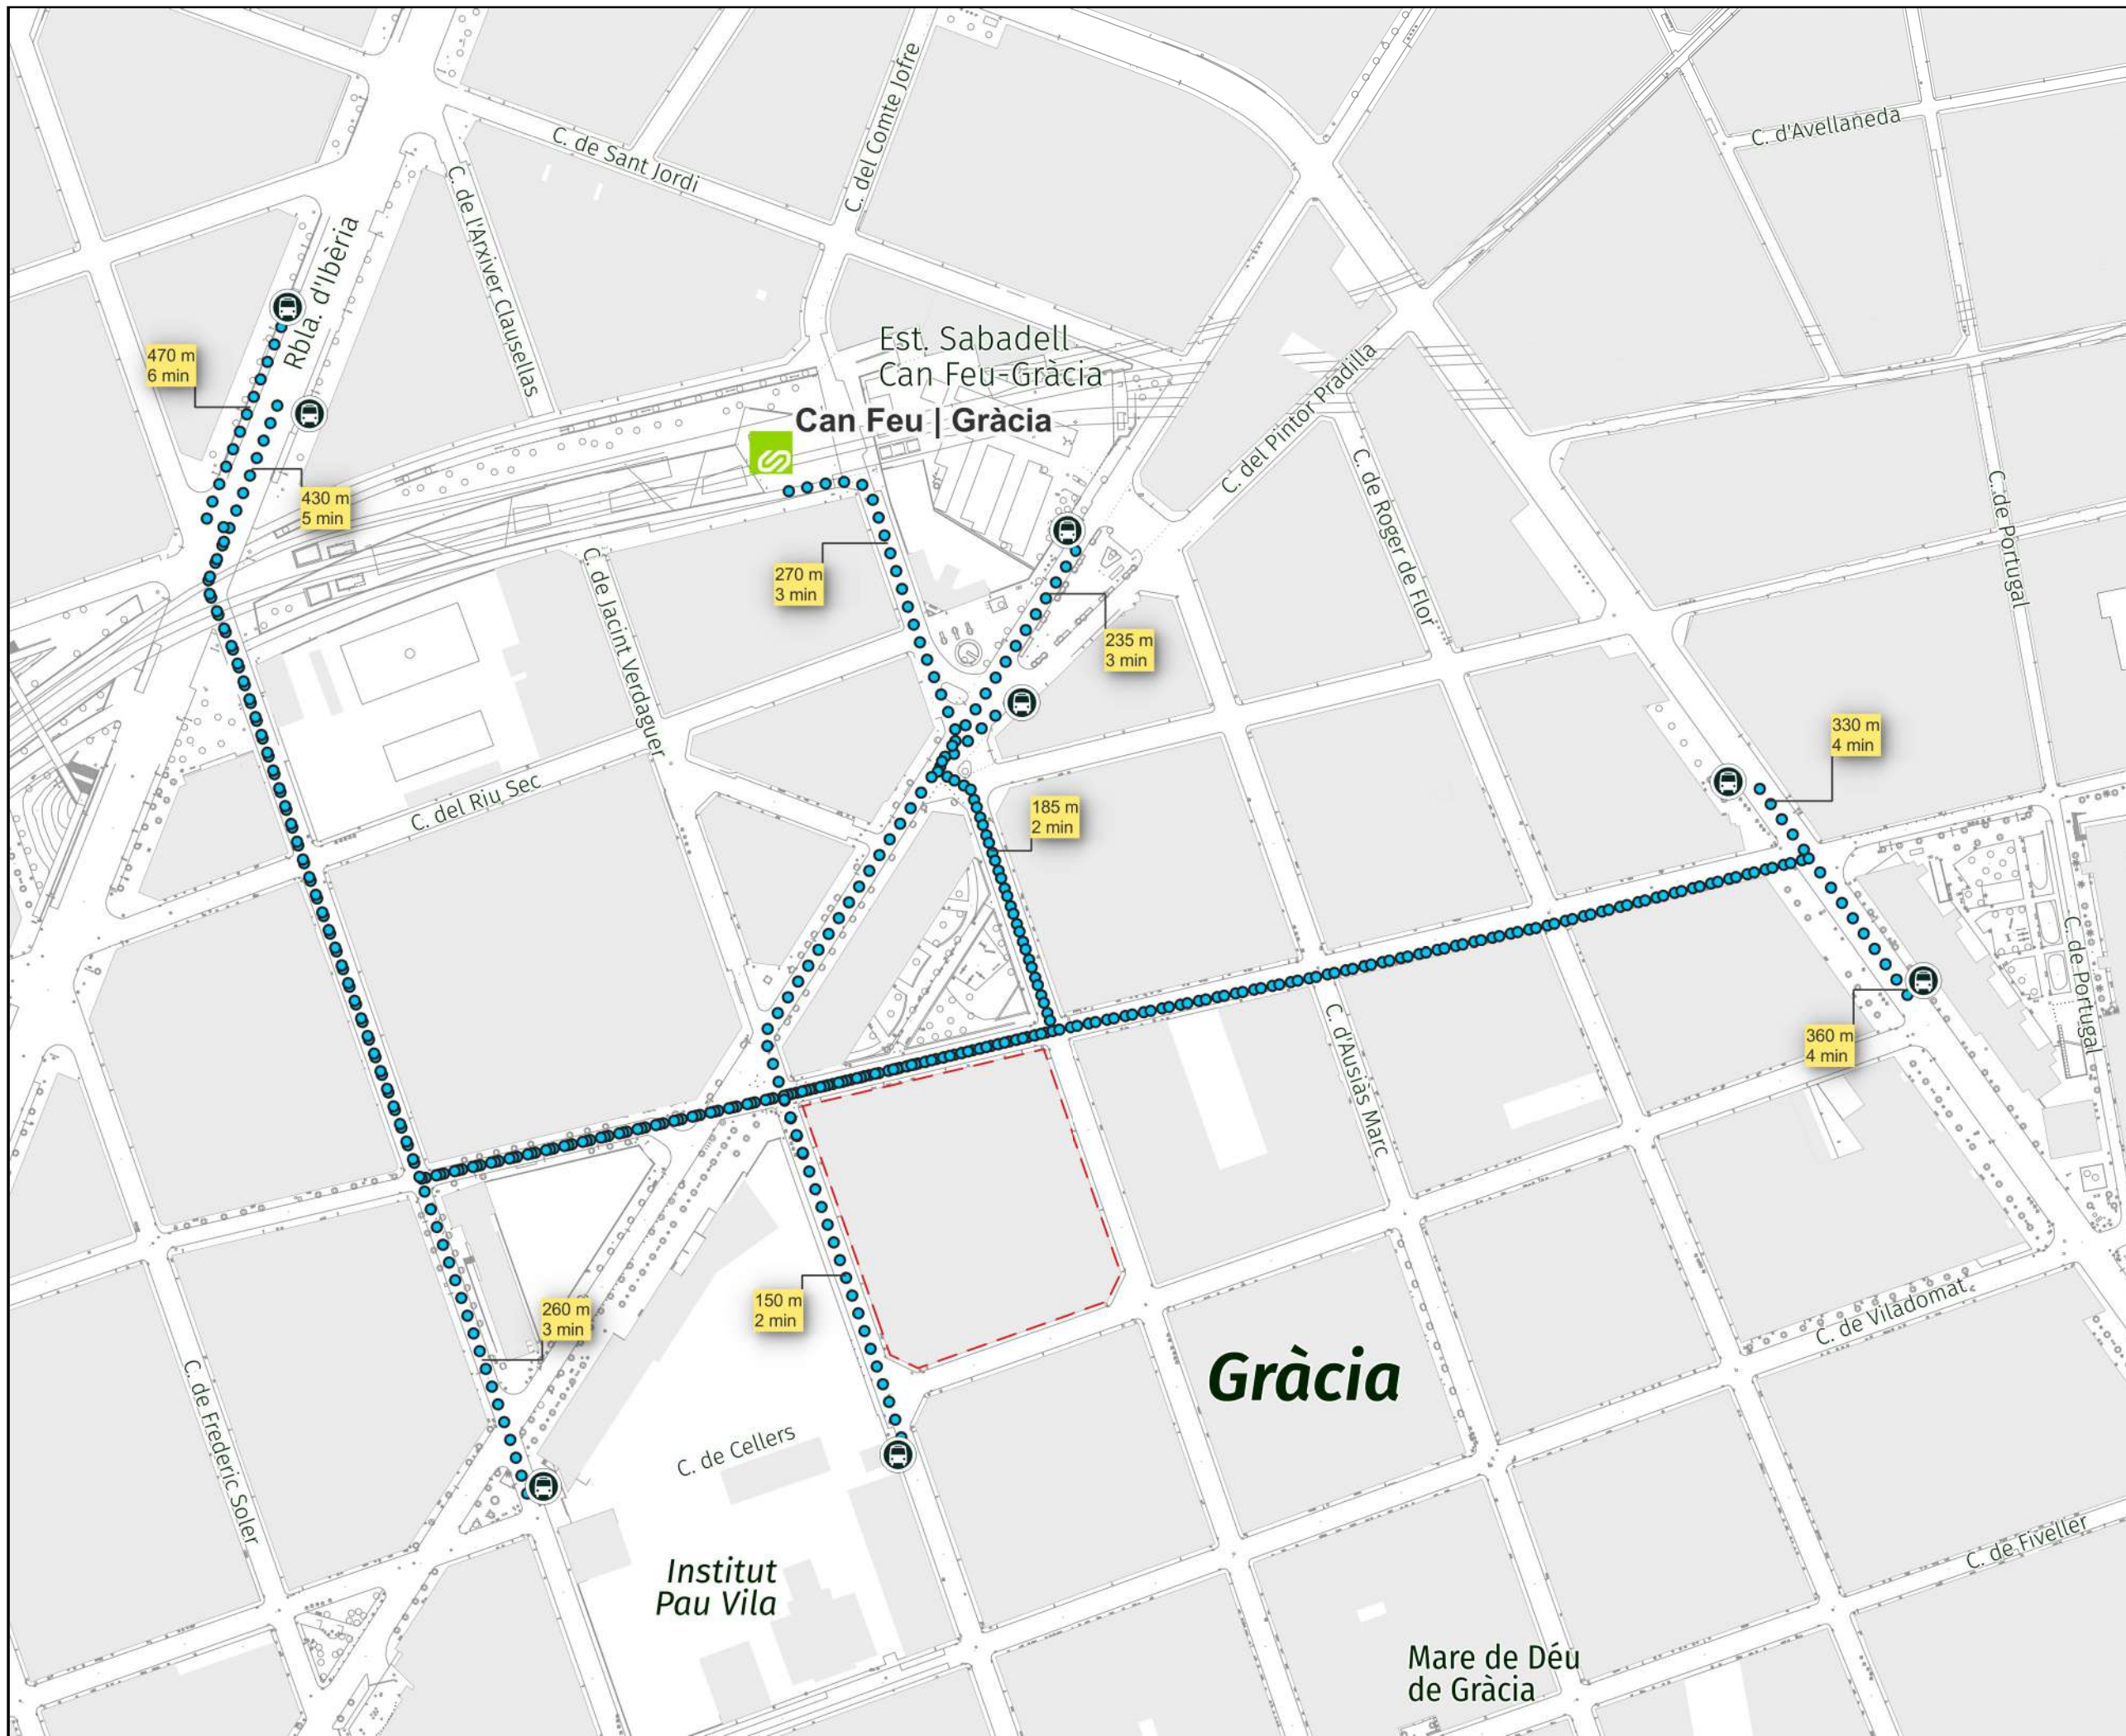 C. de Sant Jordi
C. del Comte Jofre
C. d'Avellaneda
C. de l'Arxiver Clausellas
Rbla. d'Ibèria
Est. Sabadell
Can Feu-Gràcia
470 m
6 min
C. del Pintor Pradilla
Can Feu | Gràcia
430 m
5 min
C. de Roger de Flor
C. de Portugal
C. de Jacint Verdaguer
270 m
3 min
235 m
3 min
330 m
4 min
C. del Riu Sec
185 m
2 min
C. de Portugal
360 m
4 min
C. d'Ausiàs Marc
150 m
2 min
260 m
3 min
C. de Viladomat
Gràcia
C. de Frederic Soler
C. de Cellers
C. de Fiveller
Institut
Pau Vila
Mare de Déu
de Gràcia